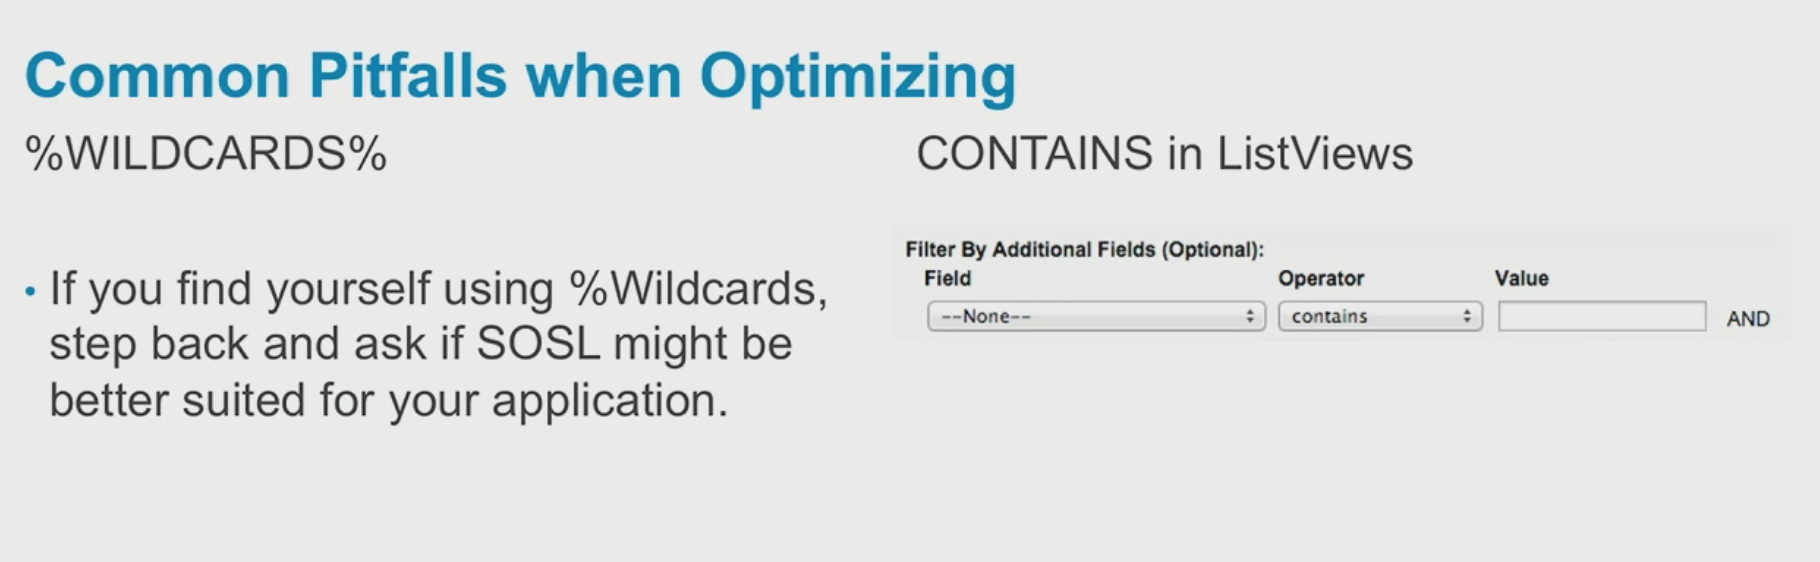 Common Pitfalls when Optimizing
%WILDCARDS%
• If you find yourself using %Wildcards,
step back and ask if SOSL might be
better suited for your application.
CONTAINS in ListViews
Filter By Additional Fields (Optional):
Field Operator Value
--None-- contains AND